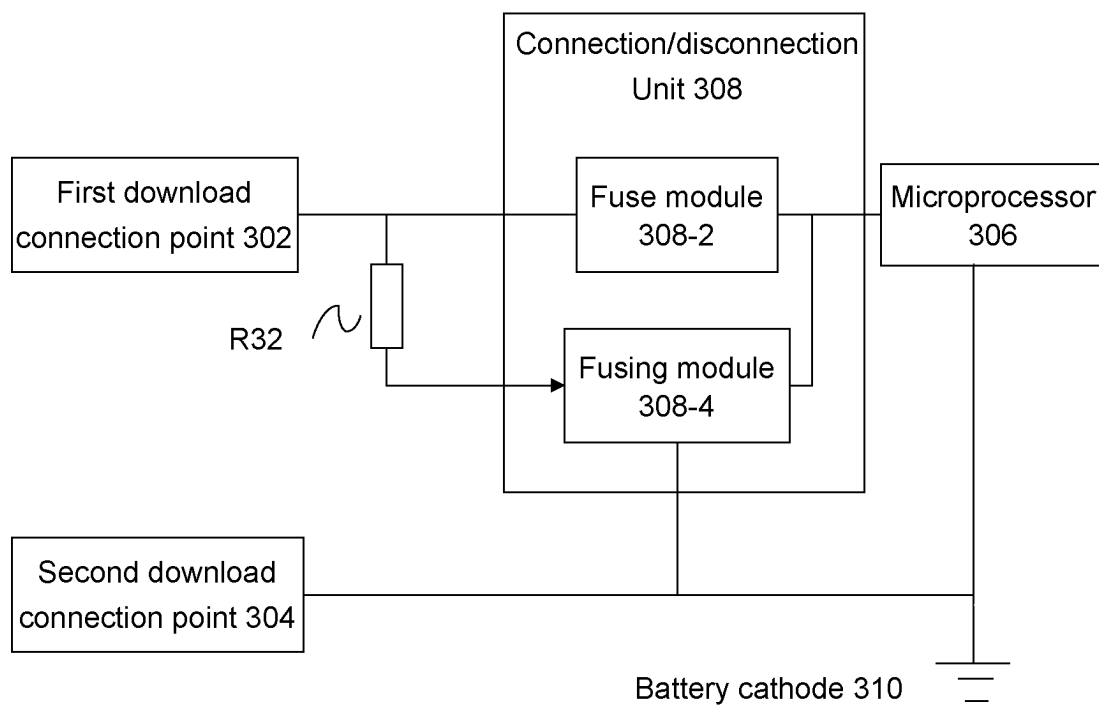 Connection/disconnection
Unit 308
First download
connection point 302
Fuse module
308-2
Microprocessor
306
R32
Fusing module
308-4
Second download
connection point 304
Battery cathode 310